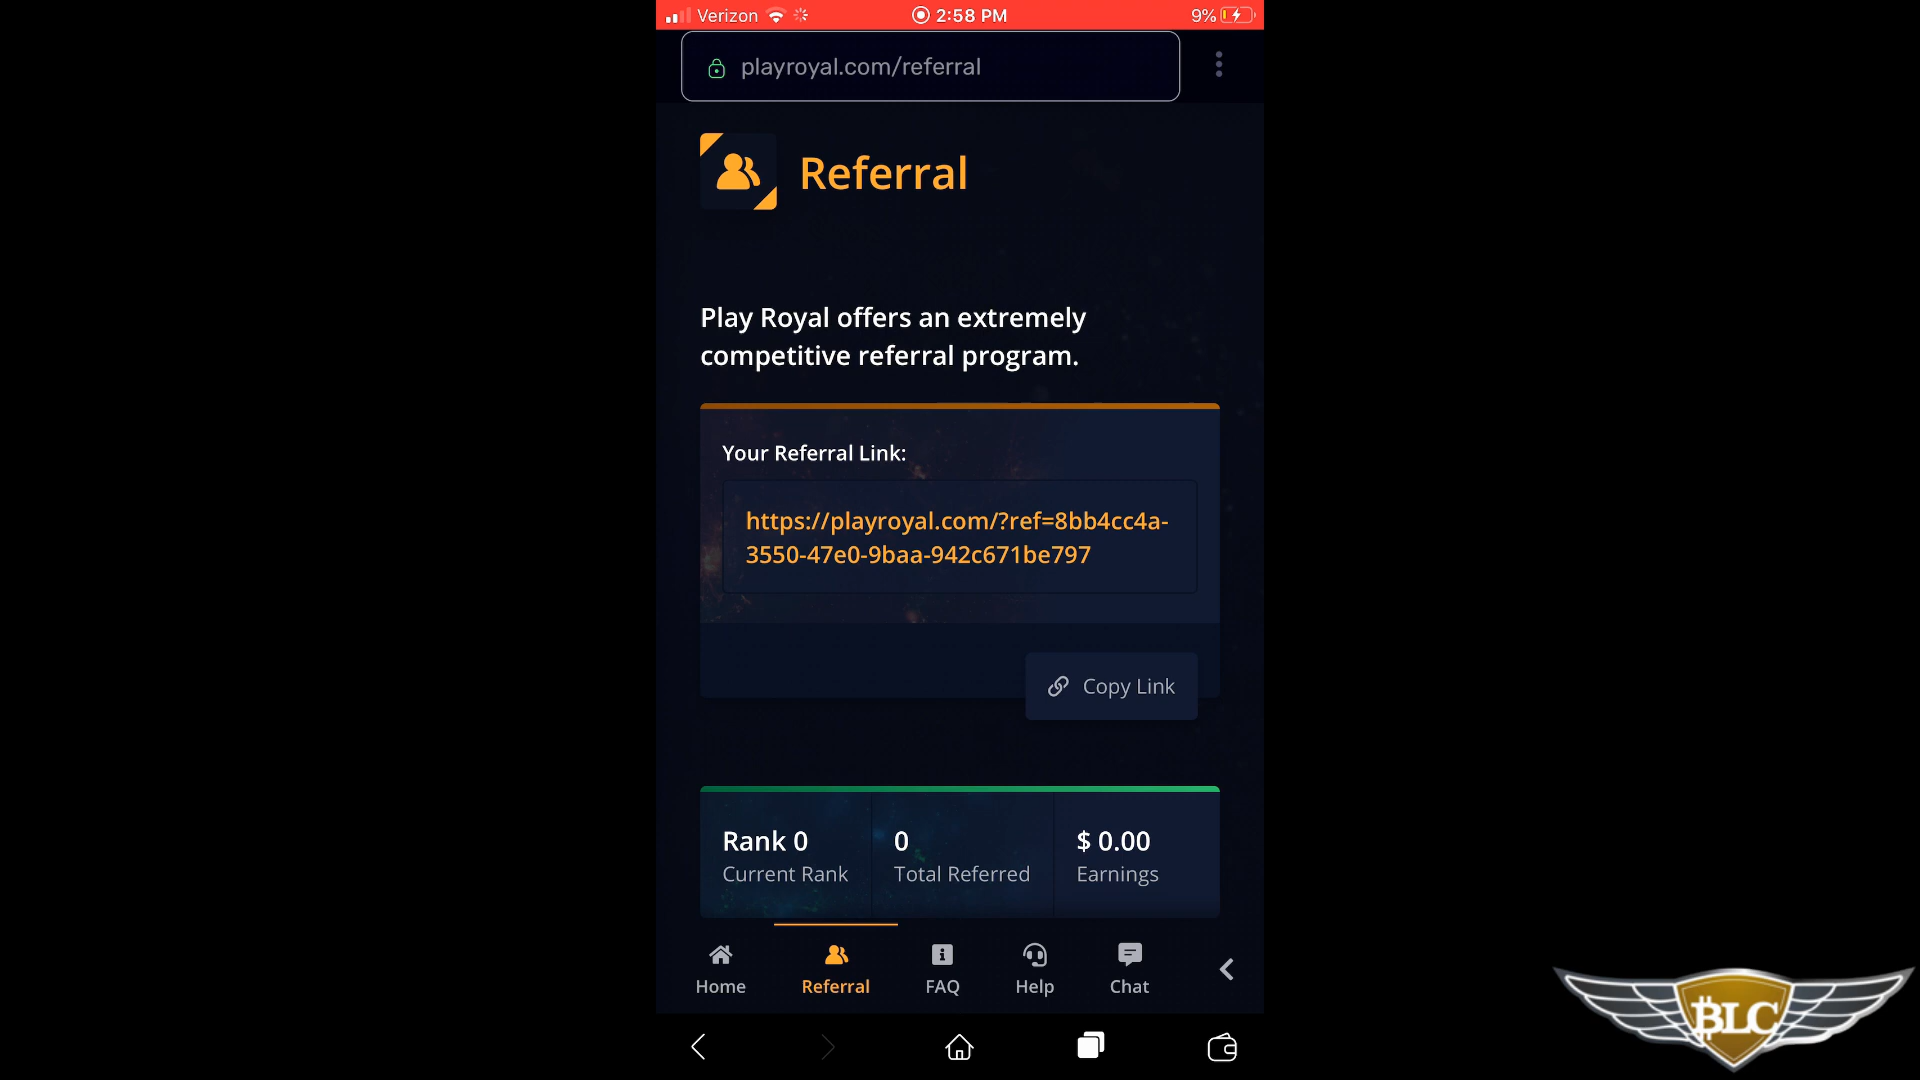 Verizon 2:58 PM 9%
playroyal.com/referral
Referral
Play Royal offers an extremely
competitive referral program.
Your Referral Link:
https://playroyal.com/?ref=8bb4cc4a-
3550-47e0-9baa-942c671be797
Copy Link
Rank 0 0 $ 0.00
Current Rank Total Referred Earnings
Home Referral FAQ Help Chat
BLC